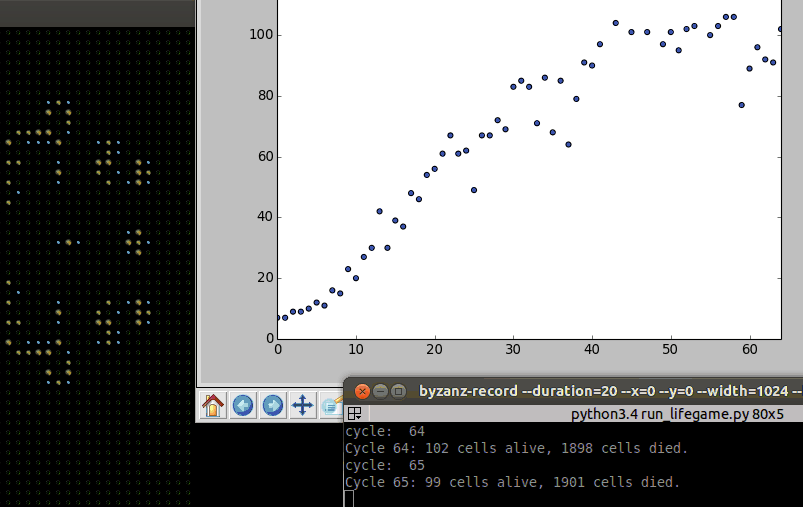 100
80
60
40
20
0
0 10 20 30 40 50 60
byzanz-record --duration=20 --x=0 --y=0 --width=1024 --
python3.4 run_lifegame.py 80x5
cycle:  64
Cycle 64: 102 cells alive, 1898 cells died.
cycle:  65
Cycle 65: 99 cells alive, 1901 cells died.